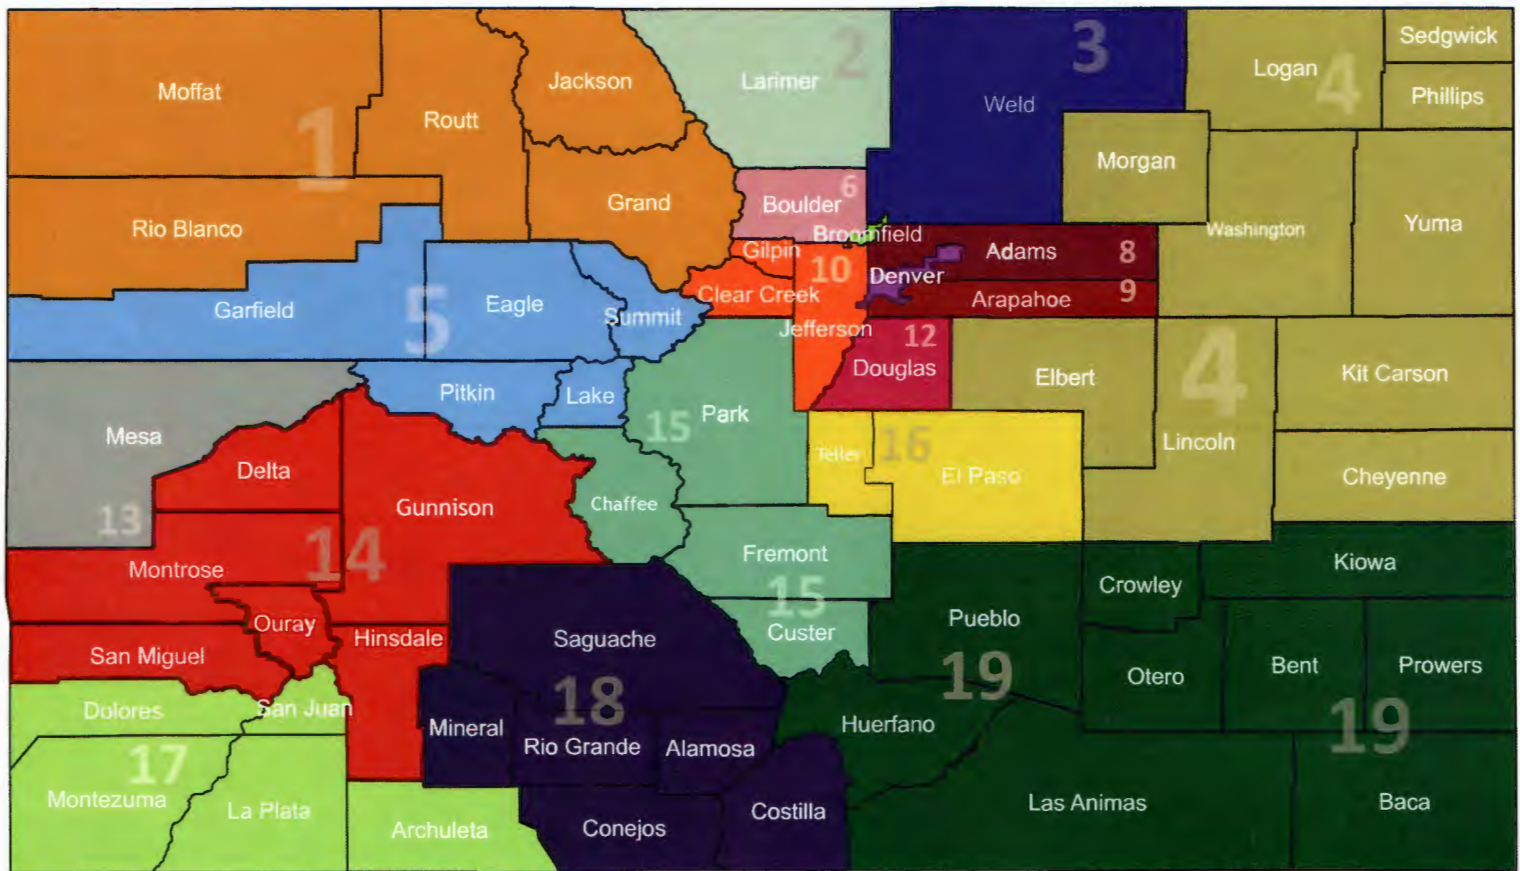 Moffat
Routt
Jackson
Larimer
2
Weld
3
Logan
4
Sedgwick
Phillips
1
Morgan
Rio Blanco
Grand
Boulder
6
Washington
Yuma
Broomfield
Gilpin
10
Denver
Adams
8
Garfield
5
Eagle
Summit
Clear Creek
Arapahoe
9
Jefferson
12
Douglas
Pitkin
Lake
Park
15
Elbert
4
Kit Carson
Mesa
13
Delta
Gunnison
Chaffee
Teller
16
El Paso
Lincoln
Cheyenne
Montrose
14
Fremont
15
Crowley
Kiowa
Ouray
Hinsdale
Saguache
Custer
Pueblo
19
San Miguel
Otero
Bent
Prowers
Dolores
San Juan
18
Mineral
Rio Grande
Alamosa
Huerfano
19
17
Montezuma
La Plata
Archuleta
Conejos
Costilla
Las Animas
Baca